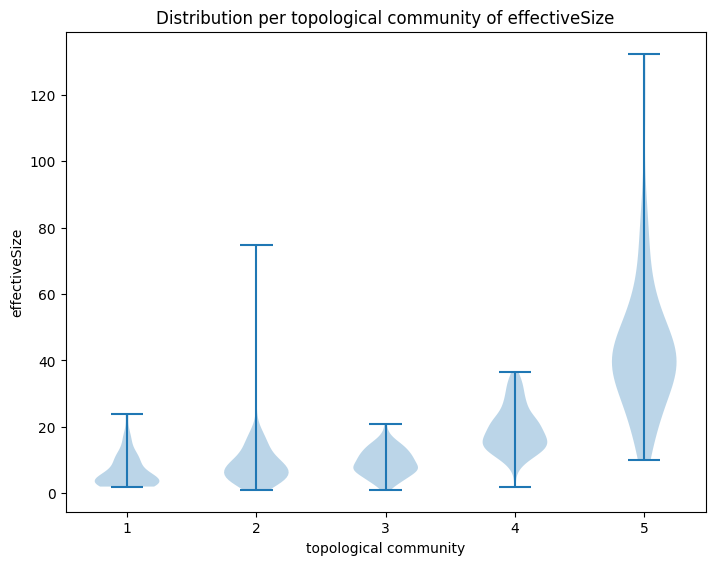 Distribution per topological community of effectiveSize
120
100
80
60
40
20
0
effectiveSize
1 2 3 4 5
topological community